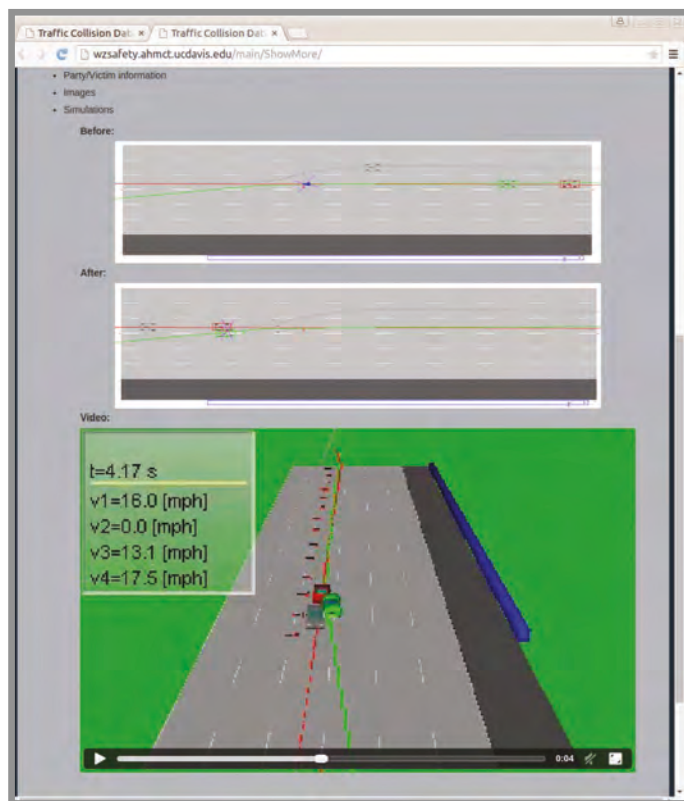 Traffic Collision Dat × Traffic Collision Dat ×
wzsafety.ahmct.ucdavis.edu/main/ShowMore/
• Party/Victim information
• Images
• Simulations
Before:
After:
Video:
t=4.17 s
v1=16.0 [mph]
v2=0.0 [mph]
v3=13.1 [mph]
v4=17.5 [mph]
0:04